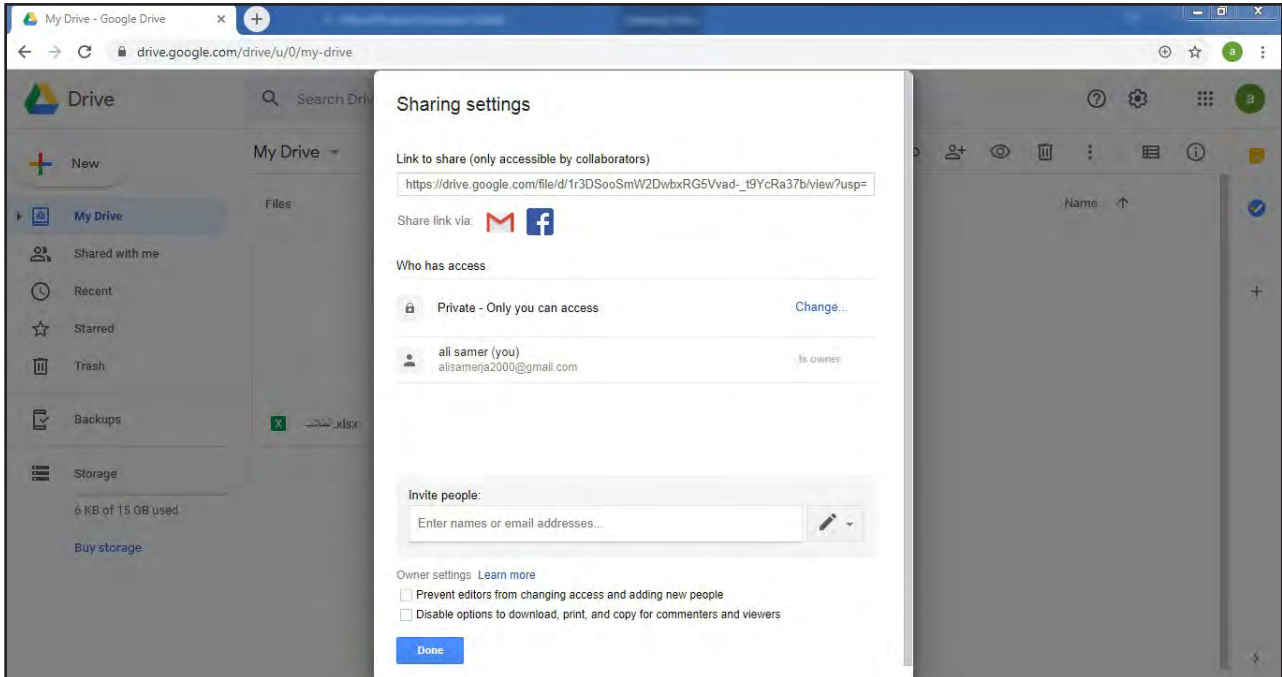 My Drive - Google Drive
drive.google.com/drive/u/0/my-drive
a
Drive
Search Driv
a
New
My Drive
Sharing settings
Link to share (only accessible by collaborators)
https://drive.google.com/file/d/1r3DSooSmW2DwbxRG5Vvad-_t9YcRa37b/view?usp=
Share link via:
My Drive
Shared with me
Recent
Starred
Trash
Backups
Storage
6 KB of 15 GB used
Buy storage
Files
Name
.xlsx
Who has access
Private - Only you can access
Change...
ali samer (you)
Is owner
alisamerja2000@gmail.com
Invite people:
Enter names or email addresses...
Owner settings Learn more
Prevent editors from changing access and adding new people
Disable options to download, print, and copy for commenters and viewers
Done